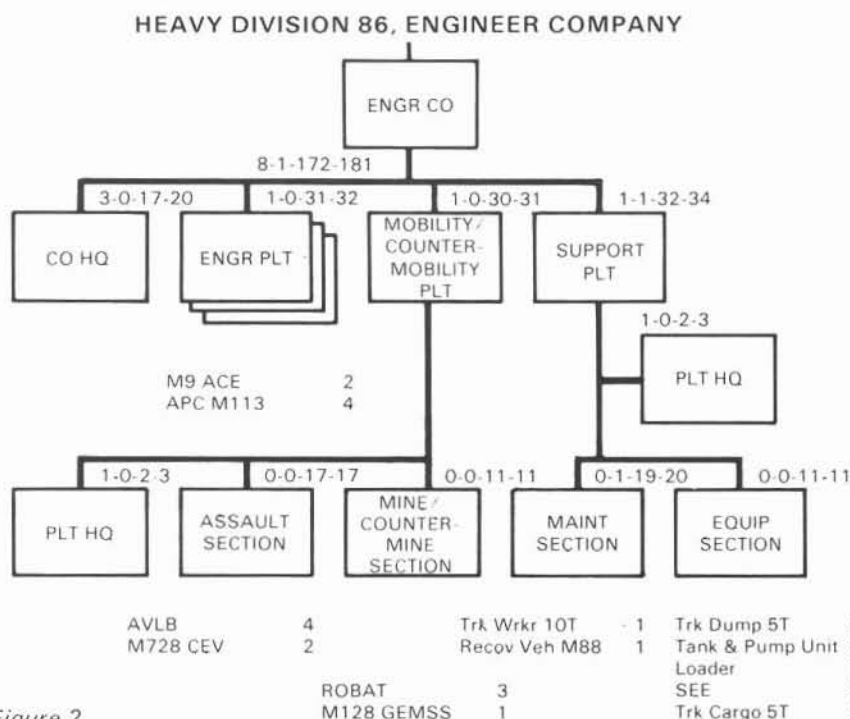 HEAVY DIVISION 86, ENGINEER COMPANY
ENGR CO
8-1-172-181
3-0-17-20
1-0-31-32
1-0-30-31
1-1-32-34
CO HQ
ENGR PLT
MOBILITY/
COUNTER-
MOBILITY
PLT
SUPPORT
PLT
1-0-2-3
PLT HQ
M9 ACE 2
APC M113 4
1-0-2-3
0-0-17-17
0-0-11-11
0-1-19-20
0-0-11-11
PLT HQ
ASSAULT
SECTION
MINE/
COUNTER-
MINE
SECTION
MAINT
SECTION
EQUIP
SECTION
AVLB 4
M728 CEV 2
Trk Wrkr 10T 1
Recov Veh M88 1
Trk Dump 5T
Tank & Pump Unit
Loader
SEE
Trk Cargo 5T
ROBAT 3
M128 GEMSS 1
Figure 2